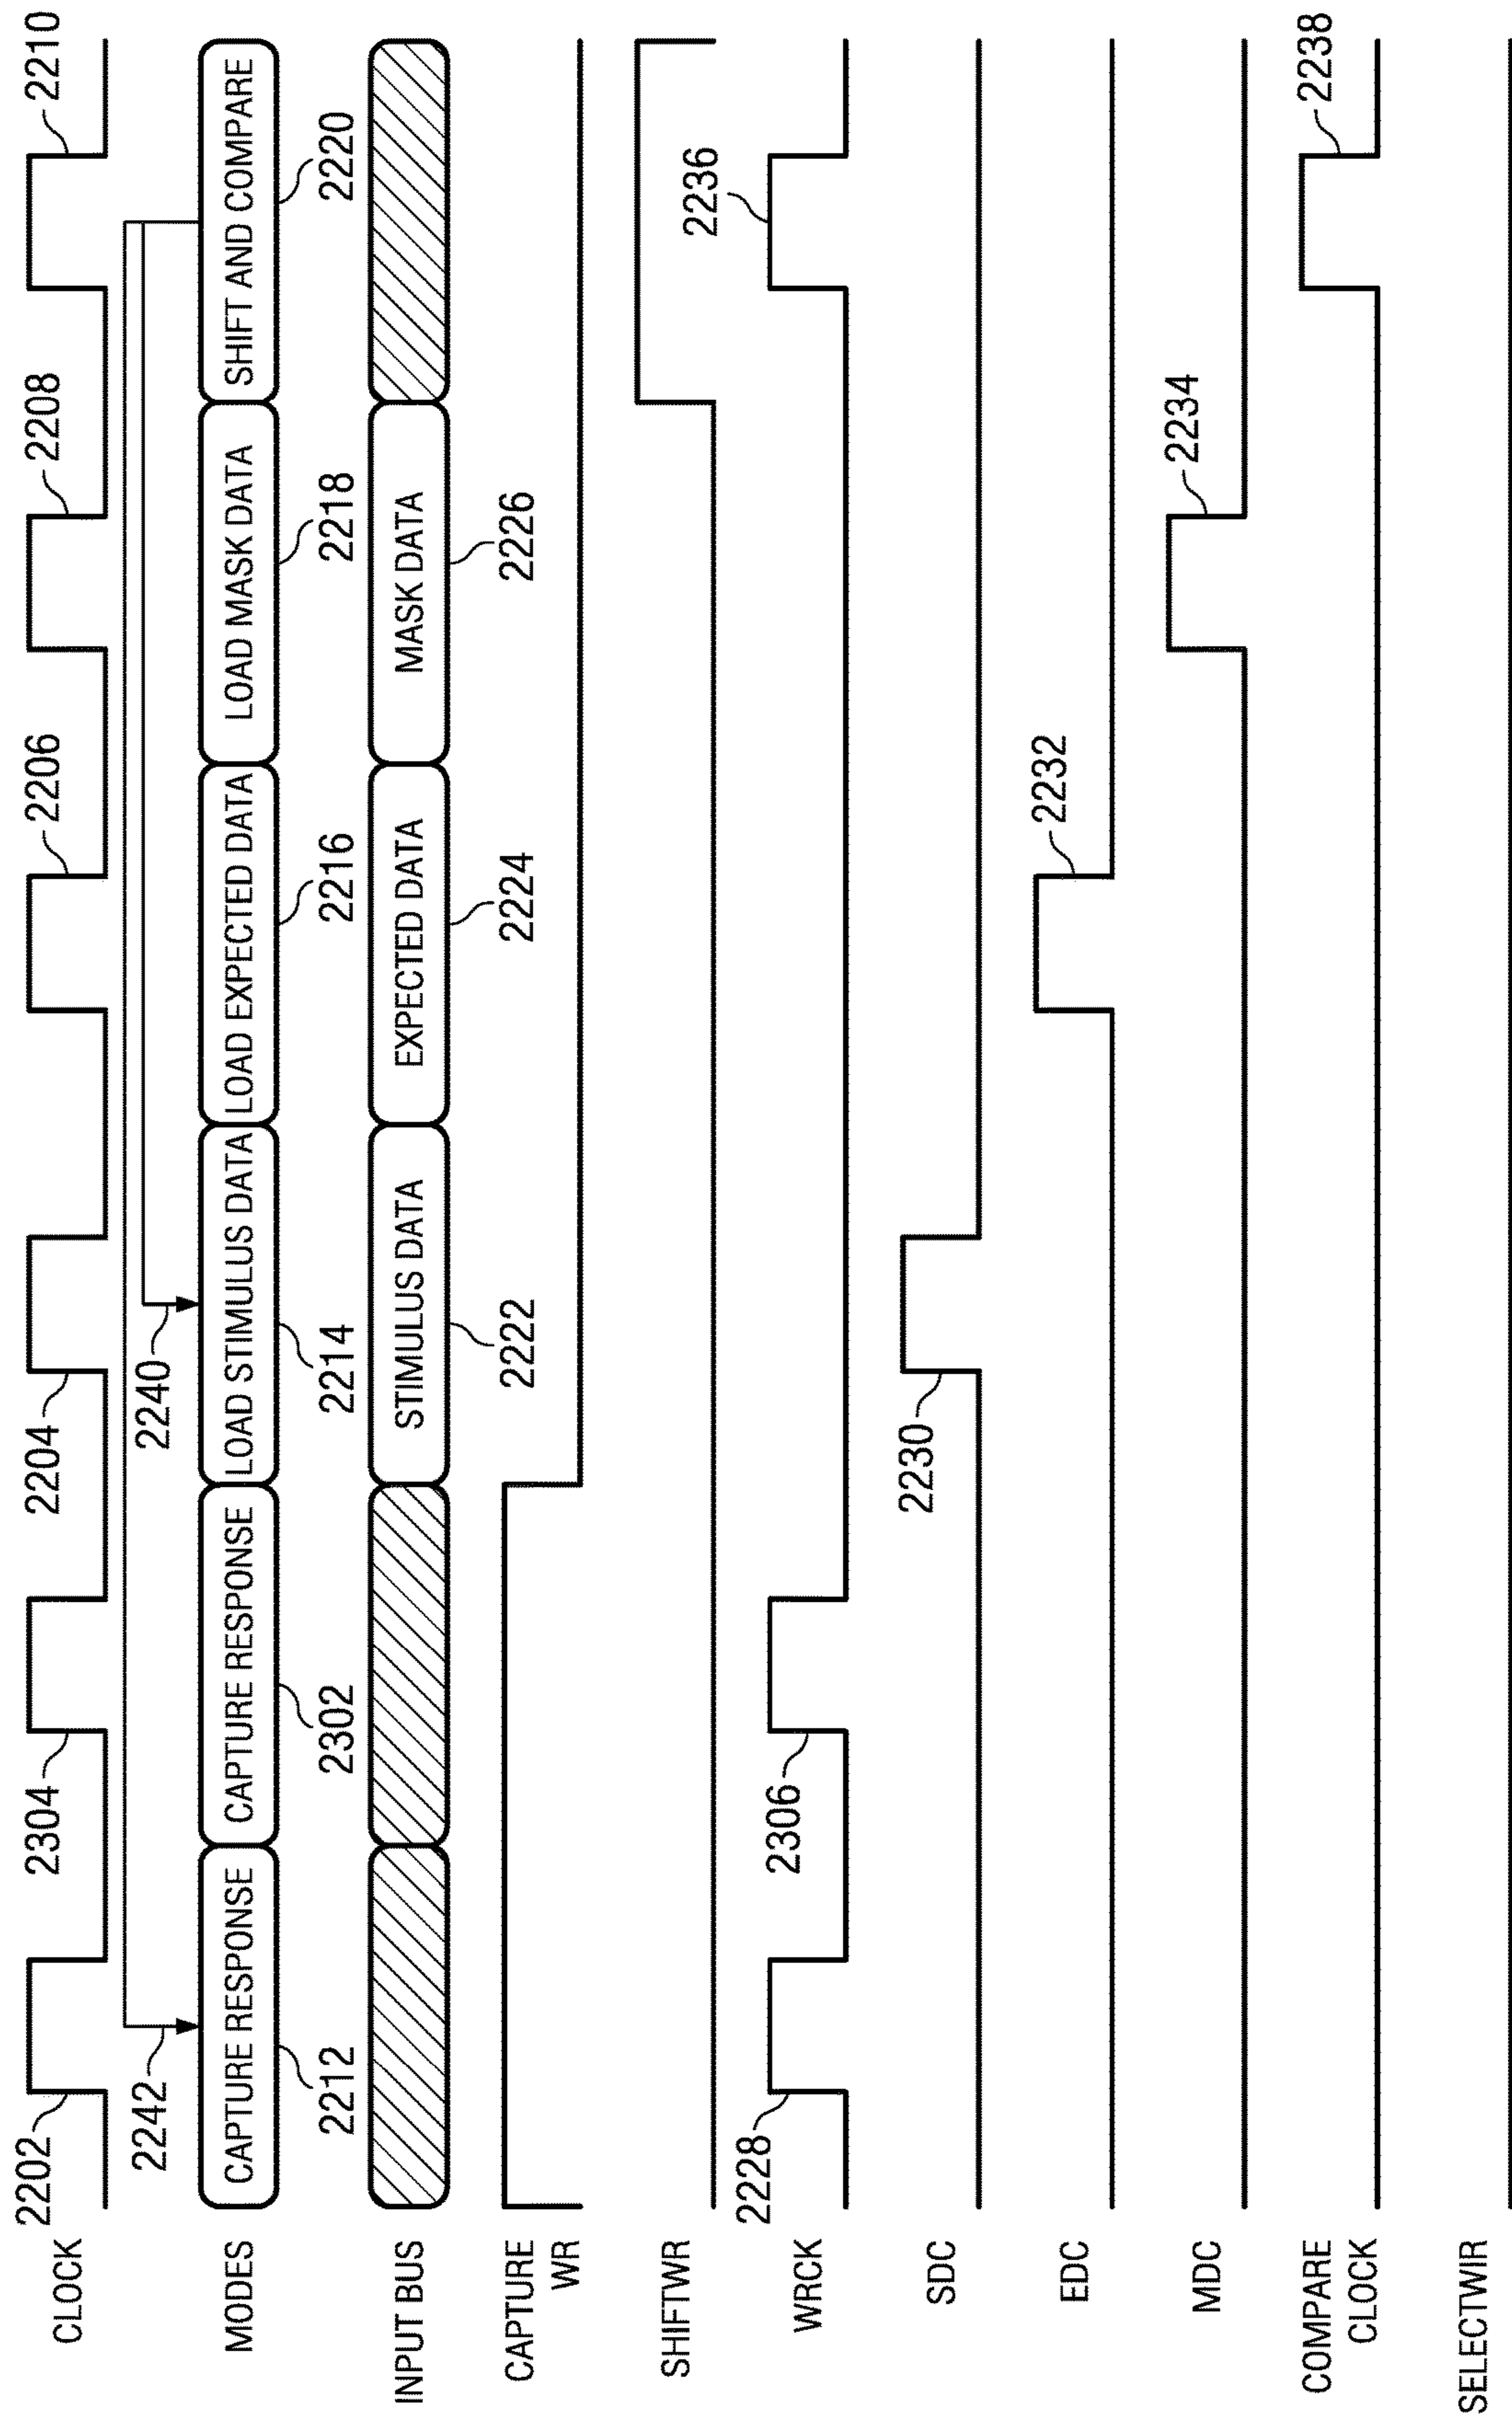 CLOCK 2202 2304 2204 2206 2208 2210
2242 2240
MODES CAPTURE RESPONSE CAPTURE RESPONSE LOAD STIMULUS DATA LOAD EXPECTED DATA LOAD MASK DATA SHIFT AND COMPARE
2212 2302 2214 2216 2218 2220
INPUT BUS STIMULUS DATA EXPECTED DATA MASK DATA
2222 2224 2226
CAPTURE
WR
SHIFTWR
2228 2306 2236
WRCK
SDC 2230
EDC 2232
MDC 2234
COMPARE
CLOCK 2238
SELECTWIR